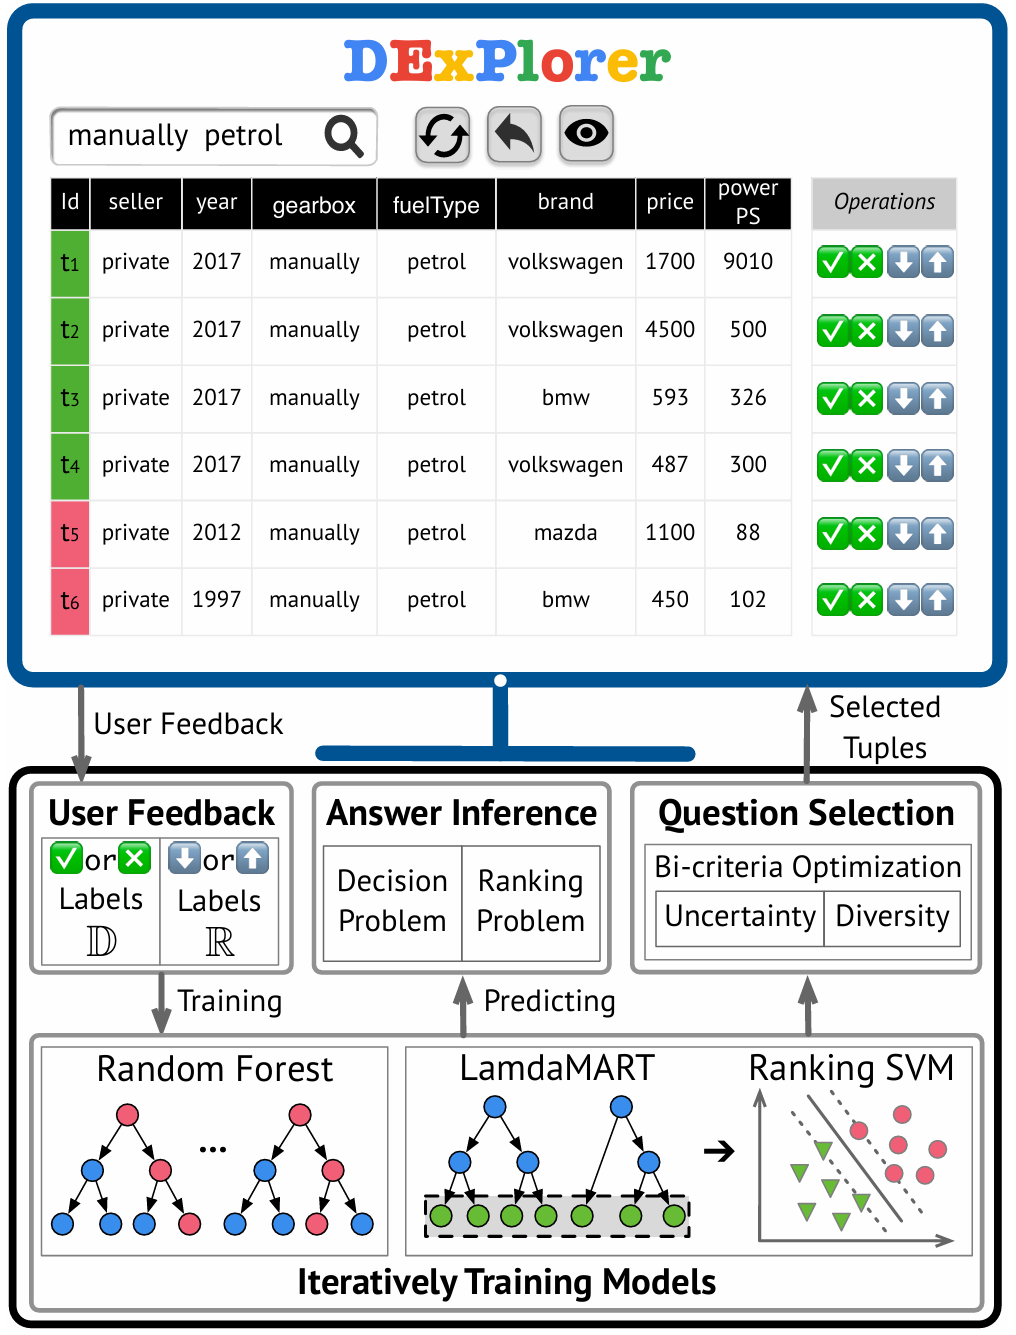 DExPlorer
manually petrol
Id seller year gearbox fuelType brand price power PS Operations
t1 private 2017 manually petrol volkswagen 1700 9010
t2 private 2017 manually petrol volkswagen 4500 500
t3 private 2017 manually petrol bmw 593 326
t4 private 2017 manually petrol volkswagen 487 300
t5 private 2012 manually petrol mazda 1100 88
t6 private 1997 manually petrol bmw 450 102
User Feedback
Selected
Tuples
User Feedback
or or
Labels Labels
𝔻 ℝ
Answer Inference
Decision
Problem
Ranking
Problem
Question Selection
Bi-criteria Optimization
Uncertainty Diversity
Training
Predicting
Random Forest
...
LamdaMART
Ranking SVM
Iteratively Training Models